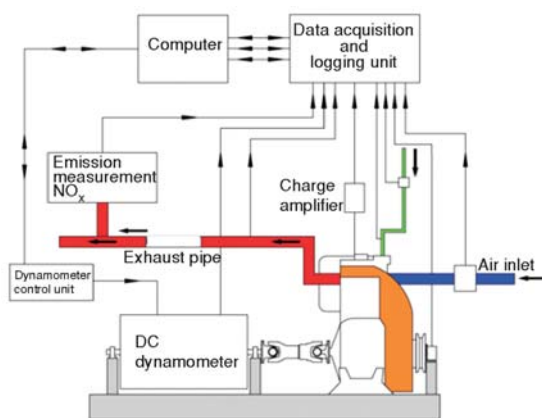 Computer
Data acquisition
and
logging unit
Emission
measurement
NOx
Charge
amplifier
Exhaust pipe
Air inlet
Dynamometer
control unit
DC
dynamometer